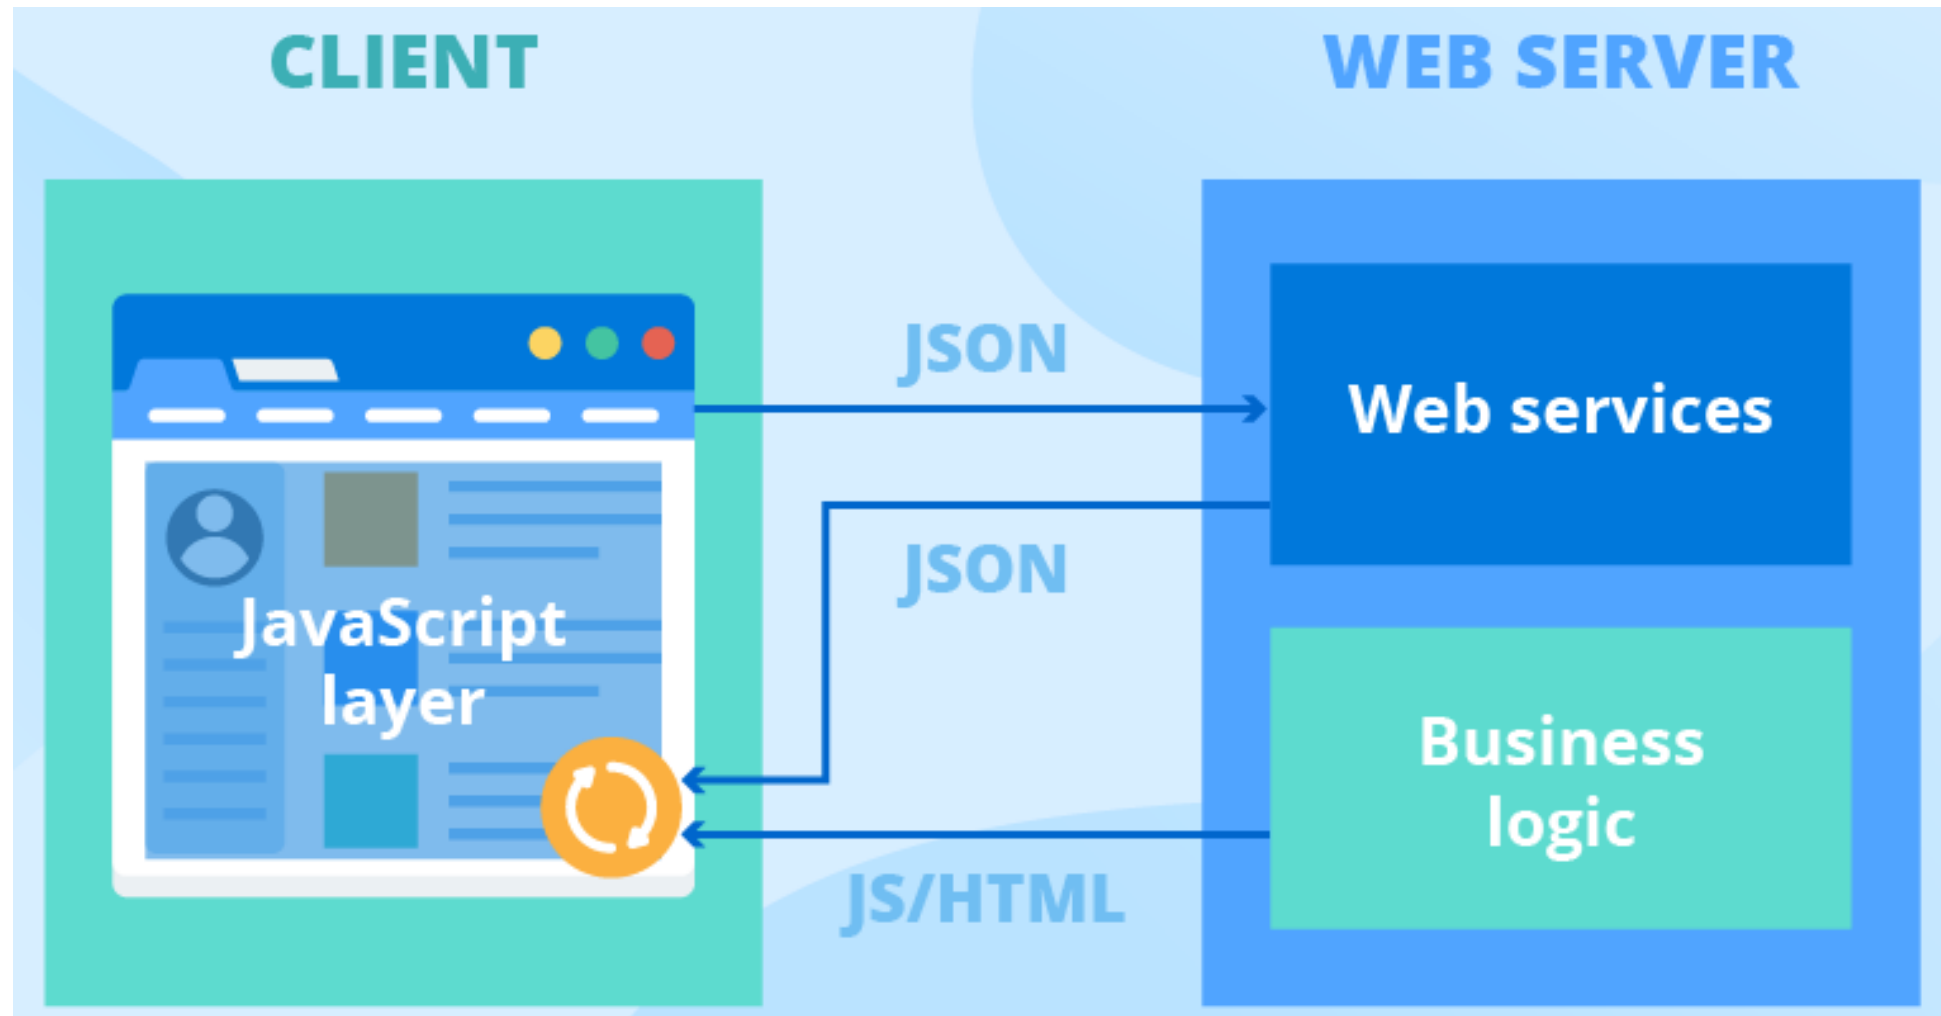 CLIENT
WEB SERVER
JSON
Web services
JSON
JavaScript
layer
Business
logic
JS/HTML